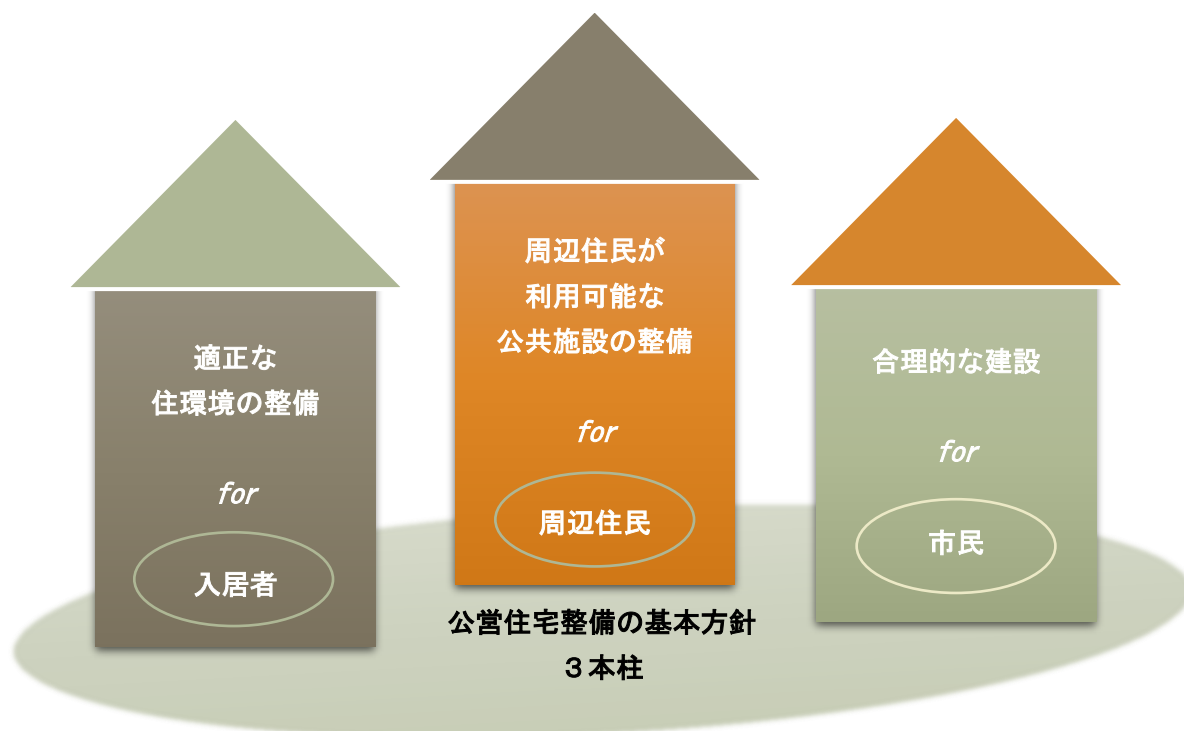 適正な
住環境の整備
for
入居者
周辺住民が
利用可能な
公共施設の整備
for
周辺住民
合理的な建設
for
市民
公営住宅整備の基本方針
３本柱